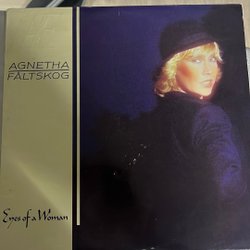 AGNETHA
FÄLTSKOG
Eyes of a Woman